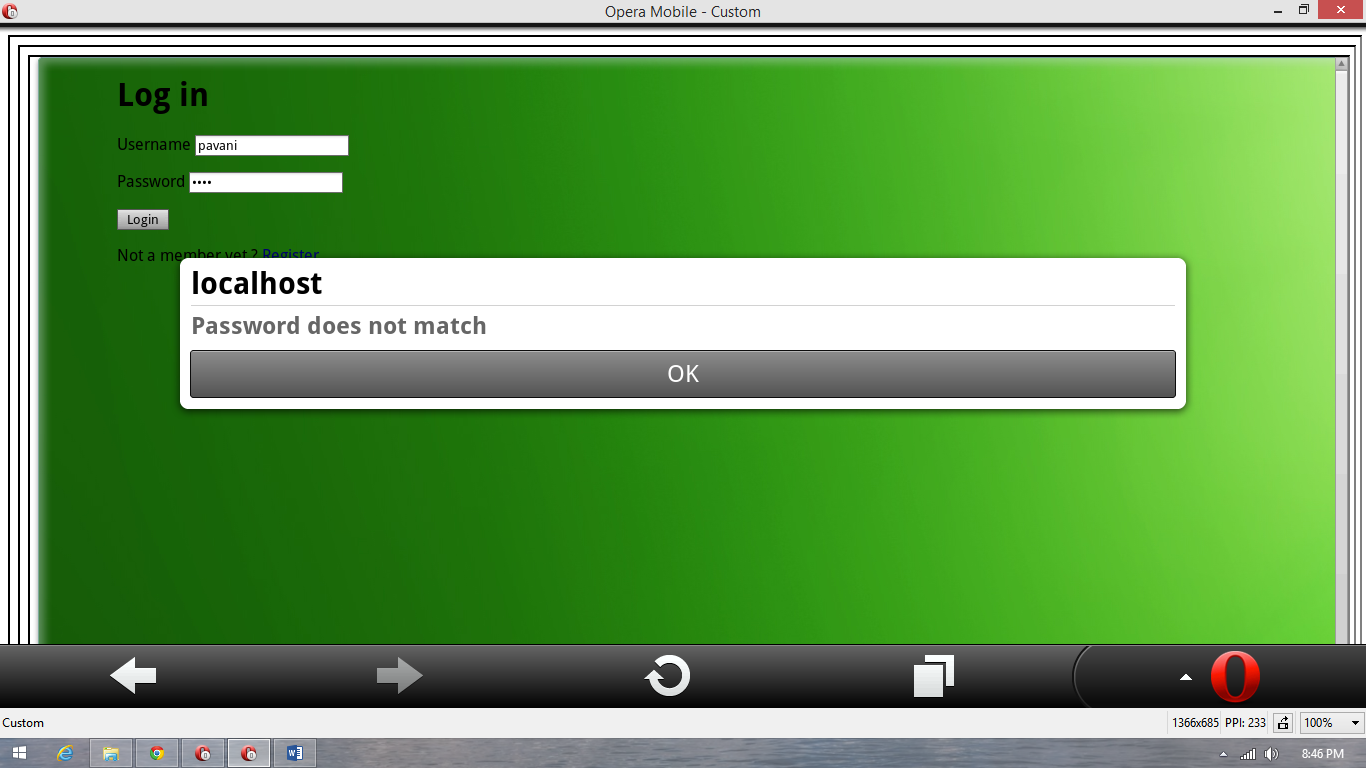 Opera Mobile - Custom
Log in
Username pavani
Password ••••
Login
Not a member yet ? Register
localhost
Password does not match
OK
Custom
1366x685 PPI: 233 100%
8:46 PM